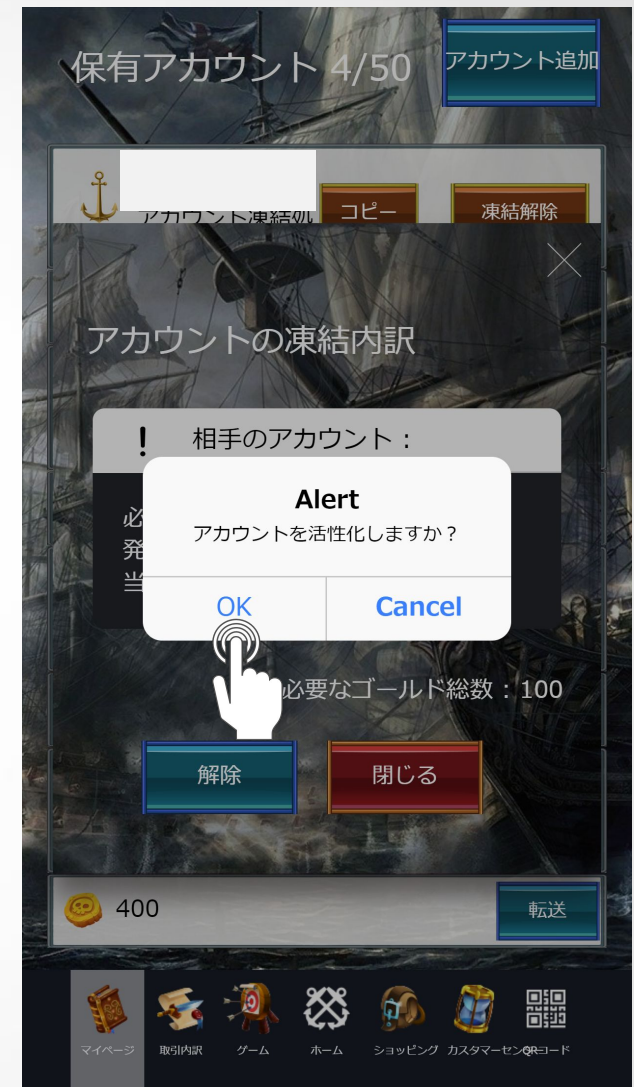 保有アカウント 4/50
アカウント追加
アカウント凍結処
コピー
凍結解除
アカウントの凍結内訳
! 相手のアカウント：
必
発
当
Alert
アカウントを活性化しますか？
OK
Cancel
必要なゴールド総数：100
解除
閉じる
400
転送
マイページ
取引内訳
ゲーム
ホーム
ショッピング
カスタマーセン
QRコード